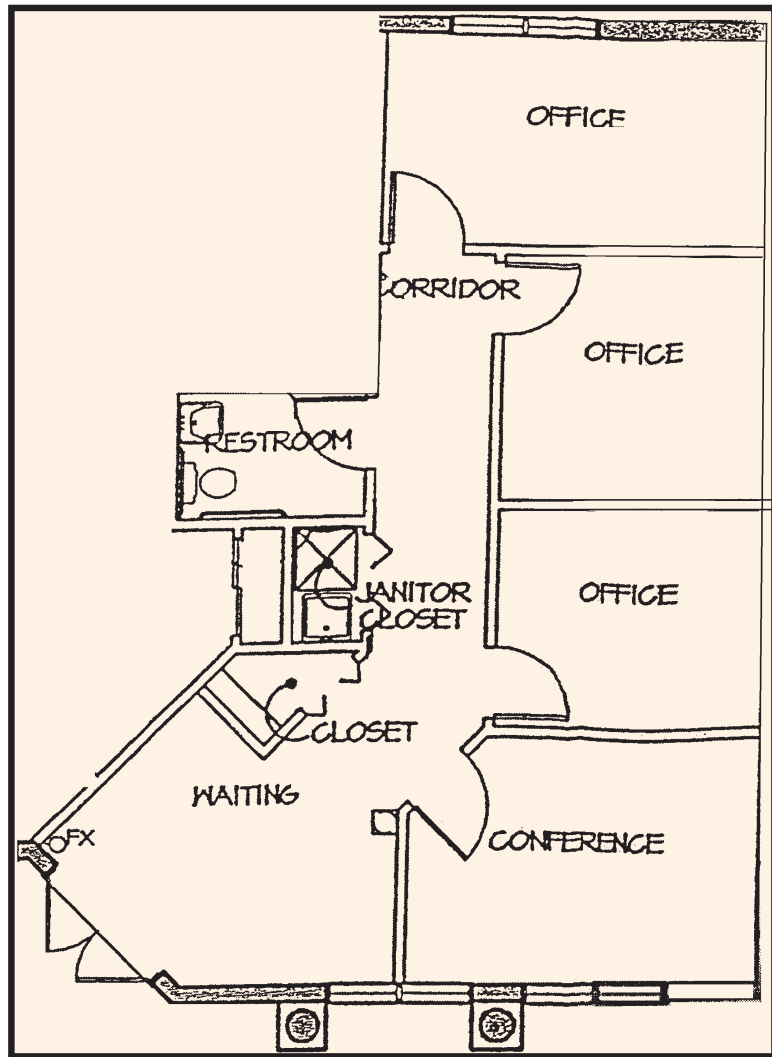 OFFICE
CORRIDOR
OFFICE
RESTROOM
JANITOR
CLOSET
OFFICE
CLOSET
WAITING
FX
CONFERENCE